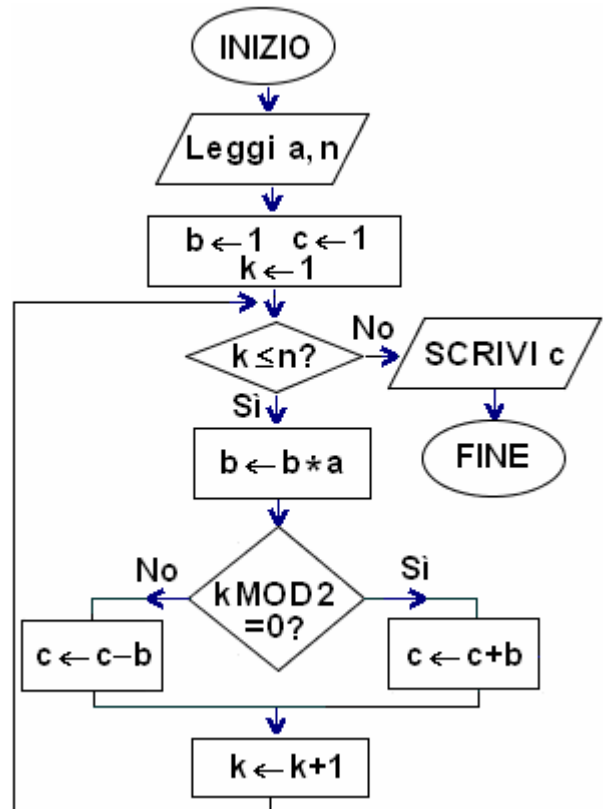 INIZIO
Leggi a, n
b ← 1 c ← 1
k ← 1
k ≤ n?
No
SCRIVI c
Sì
FINE
b ← b * a
No
Sì
k MOD 2
=0?
c ← c – b
c ← c+b
k ← k+1